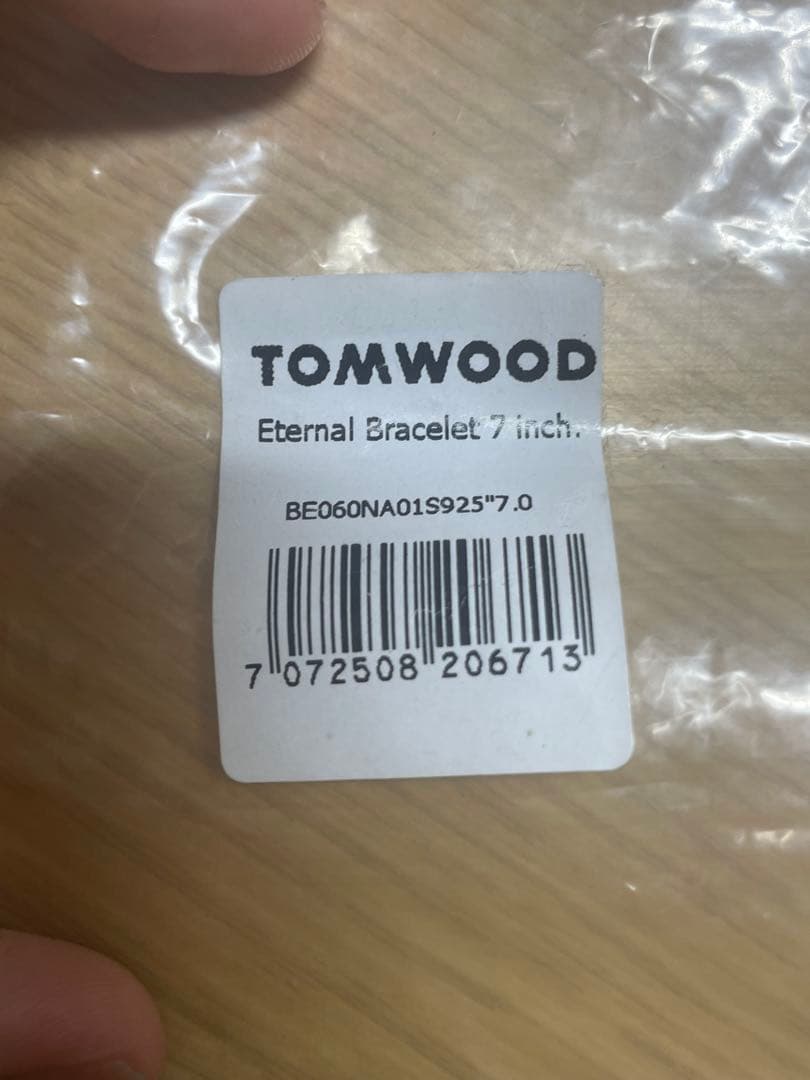 TOMWOOD
Eternal Bracelet 7 inch.
BE060NA01S925"7.0
7 072508 206713